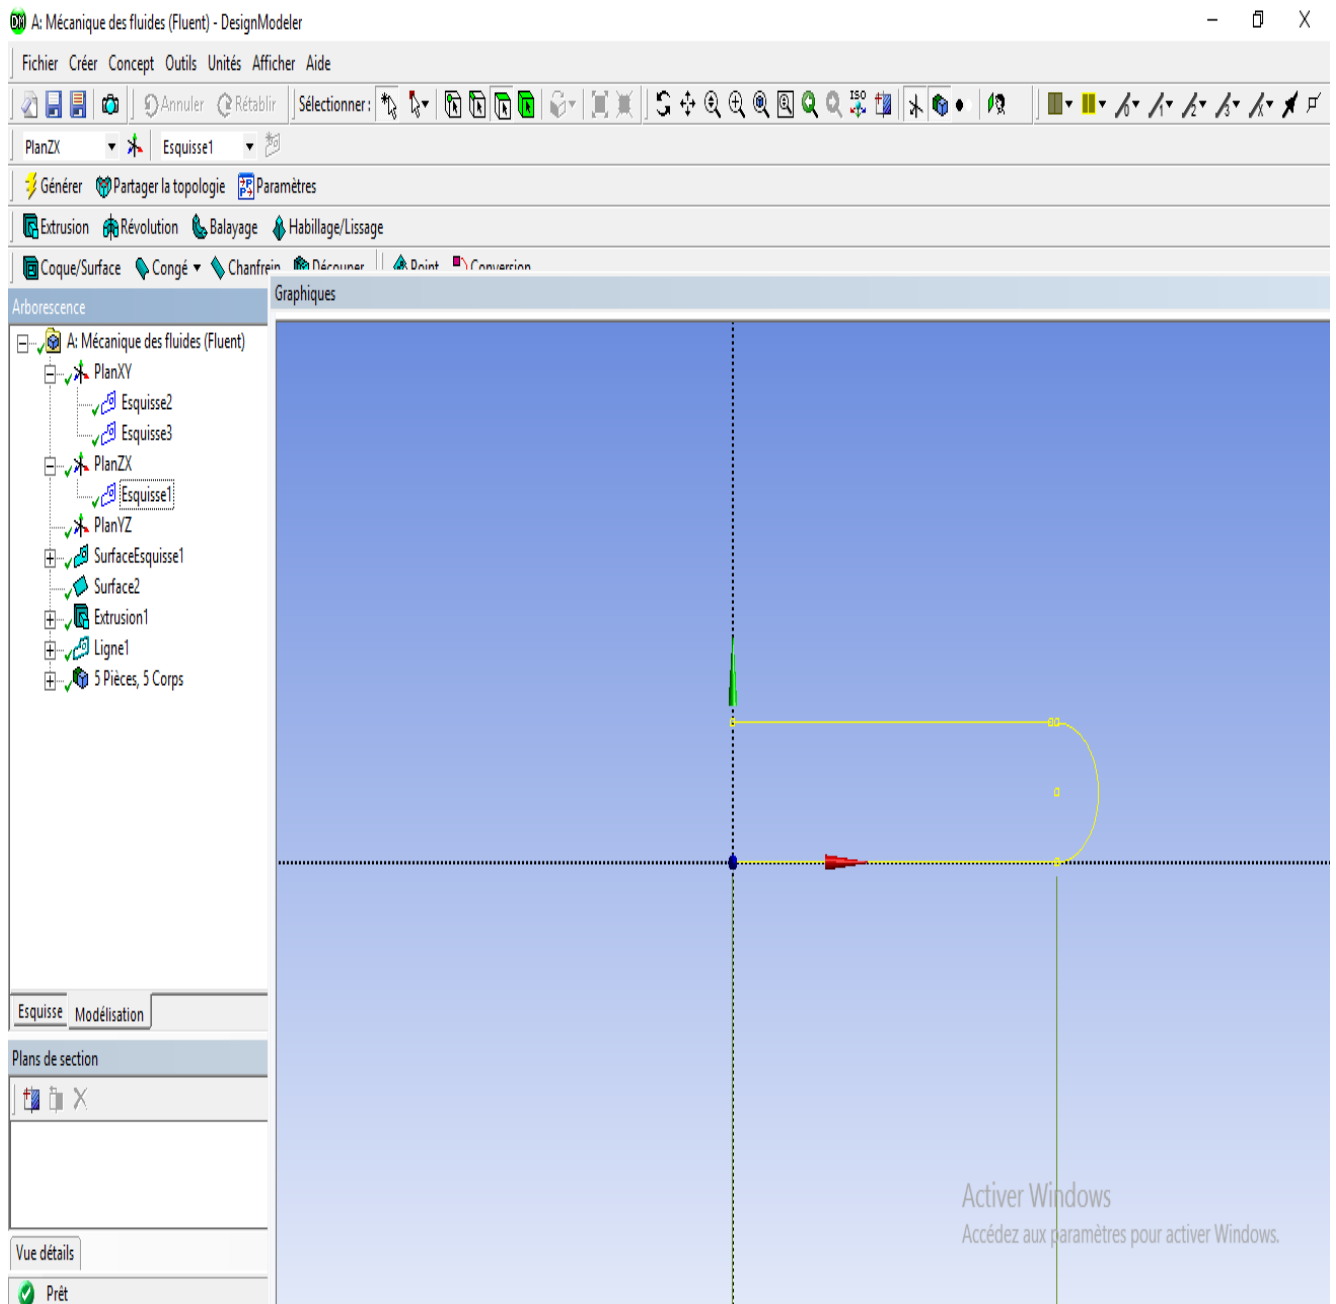 DM A: Mécanique des fluides (Fluent) - DesignModeler
Fichier Créer Concept Outils Unités Afficher Aide
Annuler Rétablir Sélectionner: ISO
PlanZX Esquisse1
Générer Partager la topologie Paramètres
Extrusion Révolution Balayage Habillage/Lissage
Coque/Surface Congé Chanfrein Découper Point Conversion
Arborescence
A: Mécanique des fluides (Fluent)
PlanXY
Esquisse2
Esquisse3
PlanZX
Esquisse1
PlanYZ
SurfaceEsquisse1
Surface2
Extrusion1
Ligne1
5 Pièces, 5 Corps
Esquisse Modélisation
Plans de section
Vue détails
Prêt
Graphiques
Activer Windows
Accédez aux paramètres pour activer Windows.